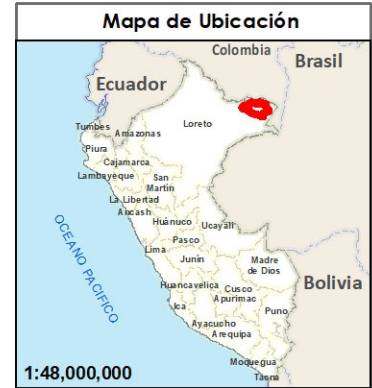 Mapa de Ubicación
Colombia
Brasil
Ecuador
Loreto
Tumbes
Amazonas
Piura
Cajamarca
Lambayeque
San
Martín
La Libertad
Ancash
Huánuco
Ucayali
Pasco
Lima
Junín
Madre
de Dios
Huancavelica
Cusco
Bolivia
Apurimac
Ica
Puno
Ayacucho
Arequipa
Moquegua
Tacna
OCEANO PACIFICO
1:48,000,000